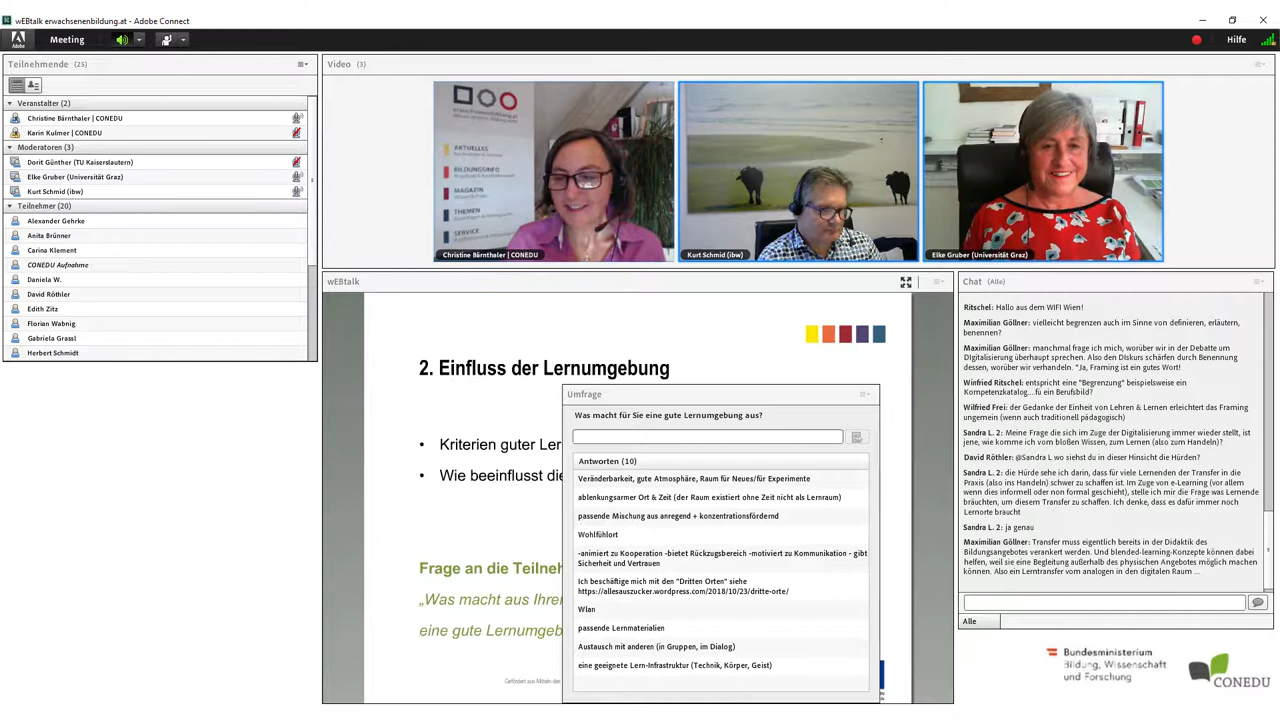 wEBtalk erwachsenenbildung.at - Adobe Connect
Meeting
Hilfe
Teilnehmende (25)
Veranstalter (2)
Christine Bärnthaler | CONEDU
Karin Kulmer | CONEDU
Moderatoren (3)
Dorit Günther (TU Kaiserslautern)
Elke Gruber (Universität Graz)
Kurt Schmid (ibw)
Teilnehmer (20)
Alexander Gehrke
Anita Brünner
Carina Klement
CONEDU Aufnahme
Daniela W.
David Röthler
Edith Zitz
Florian Wabnig
Gabriela Grassl
Herbert Schmidt
Video (3)
AKTUELLES
BILDUNGSINFO
MAGAZIN
THEMEN
SERVICE
Christine Bärnthaler | CONEDU
Kurt Schmid (ibw)
Elke Gruber (Universität Graz)
wEBtalk
2. Einfluss der Lernumgebung
• Kriterien guter Ler
• Wie beeinflusst die
Frage an die Teilneh
„Was macht aus Ihrer
eine gute Lernumgeb
Gefördert aus Mitteln des
Umfrage
Was macht für Sie eine gute Lernumgebung aus?
Antworten (10)
Veränderbarkeit, gute Atmosphäre, Raum für Neues/für Experimente
ablenkungsarmer Ort & Zeit (der Raum existiert ohne Zeit nicht als Lernraum)
passende Mischung aus anregend + konzentrationsfördernd
Wohlfühlort
-animiert zu Kooperation -bietet Rückzugsbereich -motiviert zu Kommunikation - gibt
Sicherheit und Vertrauen
Ich beschäftige mich mit den "Dritten Orten" siehe
https://allesauszucker.wordpress.com/2018/10/23/dritte-orte/
Wlan
passende Lernmaterialien
Austausch mit anderen (in Gruppen, im Dialog)
eine geeignete Lern-Infrastruktur (Technik, Körper, Geist)
Chat (Alle)
Ritschel: Hallo aus dem WIFI Wien!
Maximilian Göllner: vielleicht begrenzen auch im Sinne von definieren, erläutern,
benennen?
Maximilian Göllner: manchmal frage ich mich, worüber wir in der Debatte um
DIgitalisierung überhaupt sprechen. Also den DIskurs schärfen durch Benennung
dessen, worüber wir verhandeln. "Ja, Framing ist ein gutes Wort!
Winfried Ritschel: entspricht eine "Begrenzung" beispielsweise ein
Kompetenzkatalog....fü ein Berufsbild?
Wilfried Frei: der Gedanke der Einheit von Lehren & Lernen erleichtert das Framing
ungemein (wenn auch traditionell pädagogisch)
Sandra L. 2: Meine Frage die sich im Zuge der Digitalisierung immer wieder stellt, ist
jene, wie komme ich vom bloßen Wissen, zum Lernen (also zum Handeln)?
David Röthler: @Sandra L wo siehst du in dieser Hinsicht die Hürden?
Sandra L. 2: die Hürde sehe ich darin, dass für viele Lernenden der Transfer in die
Praxis (also ins Handeln) schwer zu schaffen ist. Im Zuge von e-Learning (vor allem
wenn dies informell oder non formal geschieht), stelle ich mir die Frage was Lernende
bräuchten, um diesem Transfer zu schaffen. Ich denke, dass es dafür immer noch
Lernorte braucht
Sandra L. 2: ja genau
Maximilian Göllner: Transfer muss eigentlich bereits in der Didaktik des
Bildungsangebotes verankert werden. Und blended-learning-Konzepte können dabei
helfen, weil sie eine Begleitung außerhalb des physischen Angebotes möglich machen
können. Also ein Lerntransfer vom analogen in den digitalen Raum ...
Alle
Bundesministerium
Bildung, Wissenschaft
und Forschung
CONEDU